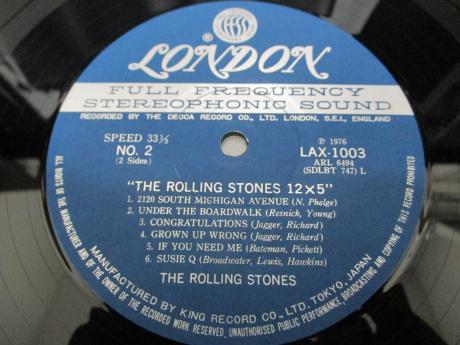 ffss
® LONDON
FULL FREQUENCY
STEREOPHONIC SOUND
RECORDED BY THE DECCA RECORD CO., LTD. LONDON, S.E.I., ENGLAND
SPEED 33⅓
NO. 2
(2 Sides)
℗ 1976
LAX-1003
ARL 6494
(SDLBT 747) L
"THE ROLLING STONES 12×5"
1. 2120 SOUTH MICHIGAN AVENUE (N. Phelge)
2. UNDER THE BOARDWALK (Resnick, Young)
3. CONGRATULATIONS (Jagger, Richard)
4. GROWN UP WRONG (Jagger, Richard)
5. IF YOU NEED ME (Bateman, Pickett)
6. SUSIE Q (Broadwater, Lewis, Hawkins)
THE ROLLING STONES
MANUFACTURED BY KING RECORD CO., LTD. TOKYO, JAPAN
ALL RIGHTS OF THE MANUFACTURER AND OF THE OWNER OF THE RECORDED WORK RESERVED. UNAUTHORISED PUBLIC PERFORMANCE, BROADCASTING AND COPYING OF THIS RECORD PROHIBITED